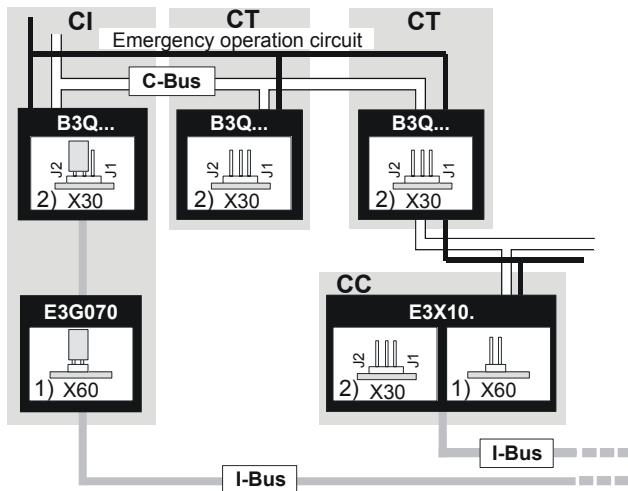 CI CT CT
Emergency operation circuit
C-Bus
B3Q... B3Q... B3Q...
J2 J1 J2 J1 J2 J1
2) X30 2) X30 2) X30
CC
E3G070 E3X10.
J2 J1
1) X60 2) X30 1) X60
I-Bus
I-Bus